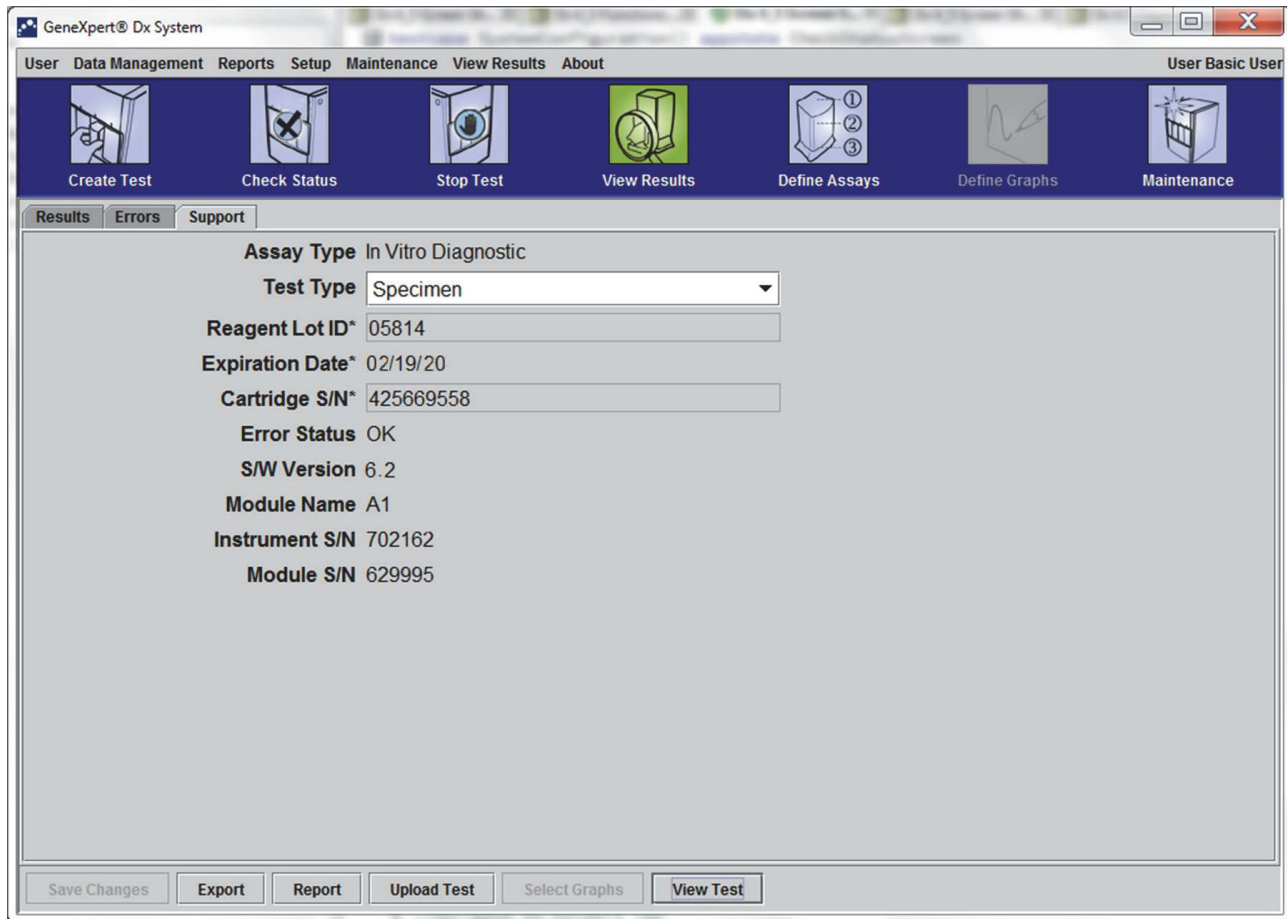 GeneXpert® Dx System
User Data Management Reports Setup Maintenance View Results About User Basic User
① ② ③
Create Test Check Status Stop Test View Results Define Assays Define Graphs Maintenance
Results Errors Support
Assay Type In Vitro Diagnostic
Test Type Specimen
Reagent Lot ID* 05814
Expiration Date* 02/19/20
Cartridge S/N* 425669558
Error Status OK
S/W Version 6.2
Module Name A1
Instrument S/N 702162
Module S/N 629995
Save Changes Export Report Upload Test Select Graphs View Test